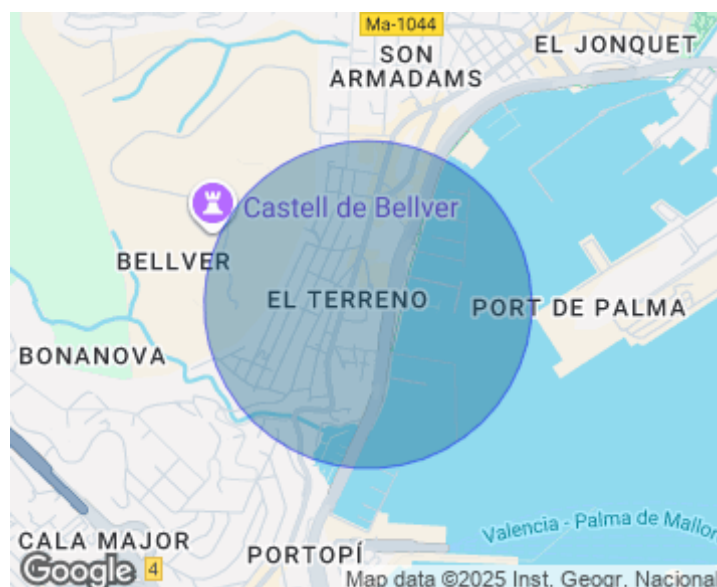 Ma-1044
SON
ARMADAMS
EL JONQUET
Castell de Bellver
BELLVER
EL TERRENO
PORT DE PALMA
BONANOVA
Valencia - Palma de Mallor
CALA MAJOR
4
PORTOPÍ
Google
Map data ©2025 Inst. Geogr. Nacional